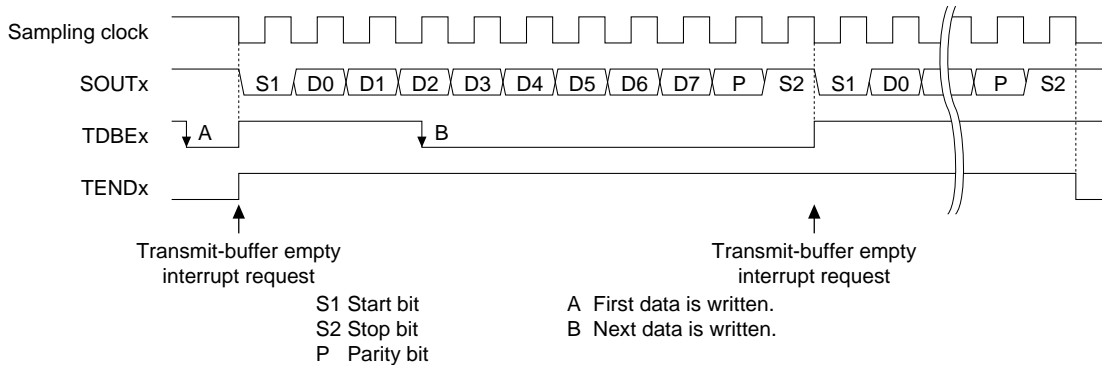 Sampling clock
SOUTx S1 D0 D1 D2 D3 D4 D5 D6 D7 P S2 S1 D0 P S2
TDBEx A B
TENDx
Transmit-buffer empty
interrupt request
Transmit-buffer empty
interrupt request
S1 Start bit
S2 Stop bit
P Parity bit
A First data is written.
B Next data is written.